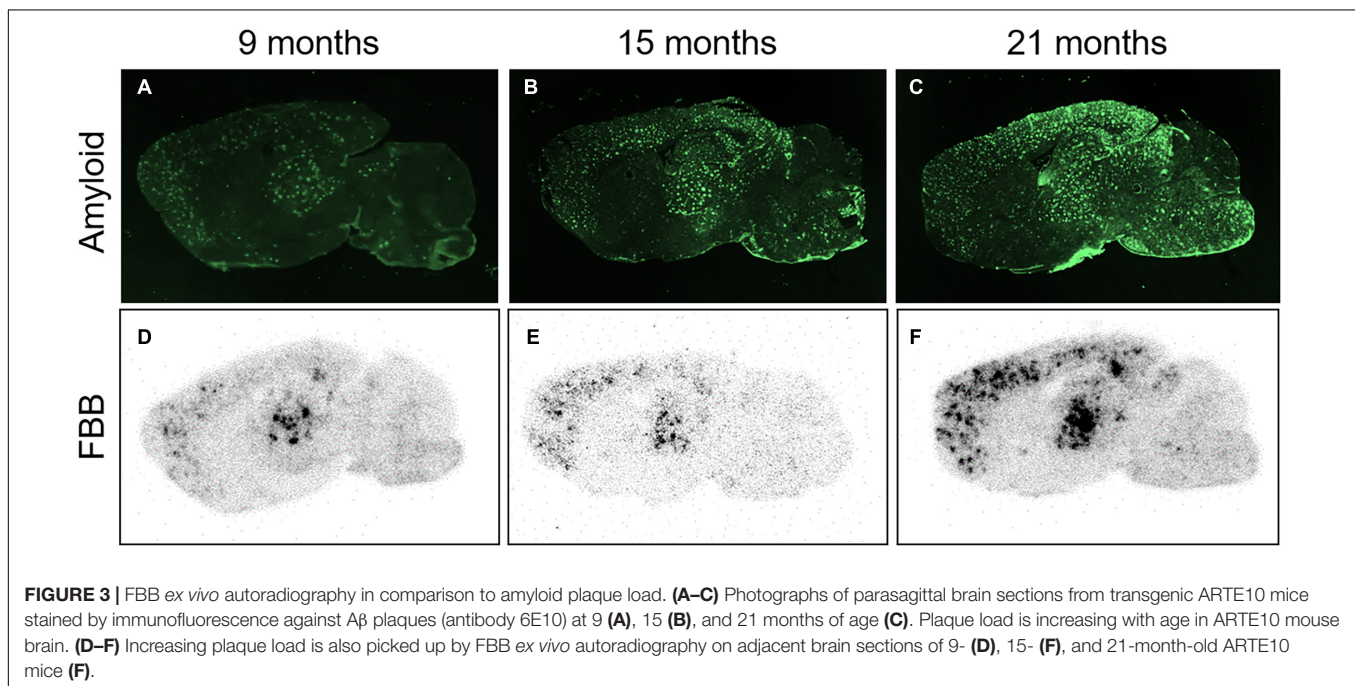 9 months
15 months
21 months
Amyloid
A
B
C
FBB
D
E
F
FIGURE 3 | FBB ex vivo autoradiography in comparison to amyloid plaque load. (A–C) Photographs of parasagittal brain sections from transgenic ARTE10 mice
stained by immunofluorescence against Aβ plaques (antibody 6E10) at 9 (A), 15 (B), and 21 months of age (C). Plaque load is increasing with age in ARTE10 mouse
brain. (D–F) Increasing plaque load is also picked up by FBB ex vivo autoradiography on adjacent brain sections of 9- (D), 15- (F), and 21-month-old ARTE10
mice (F).